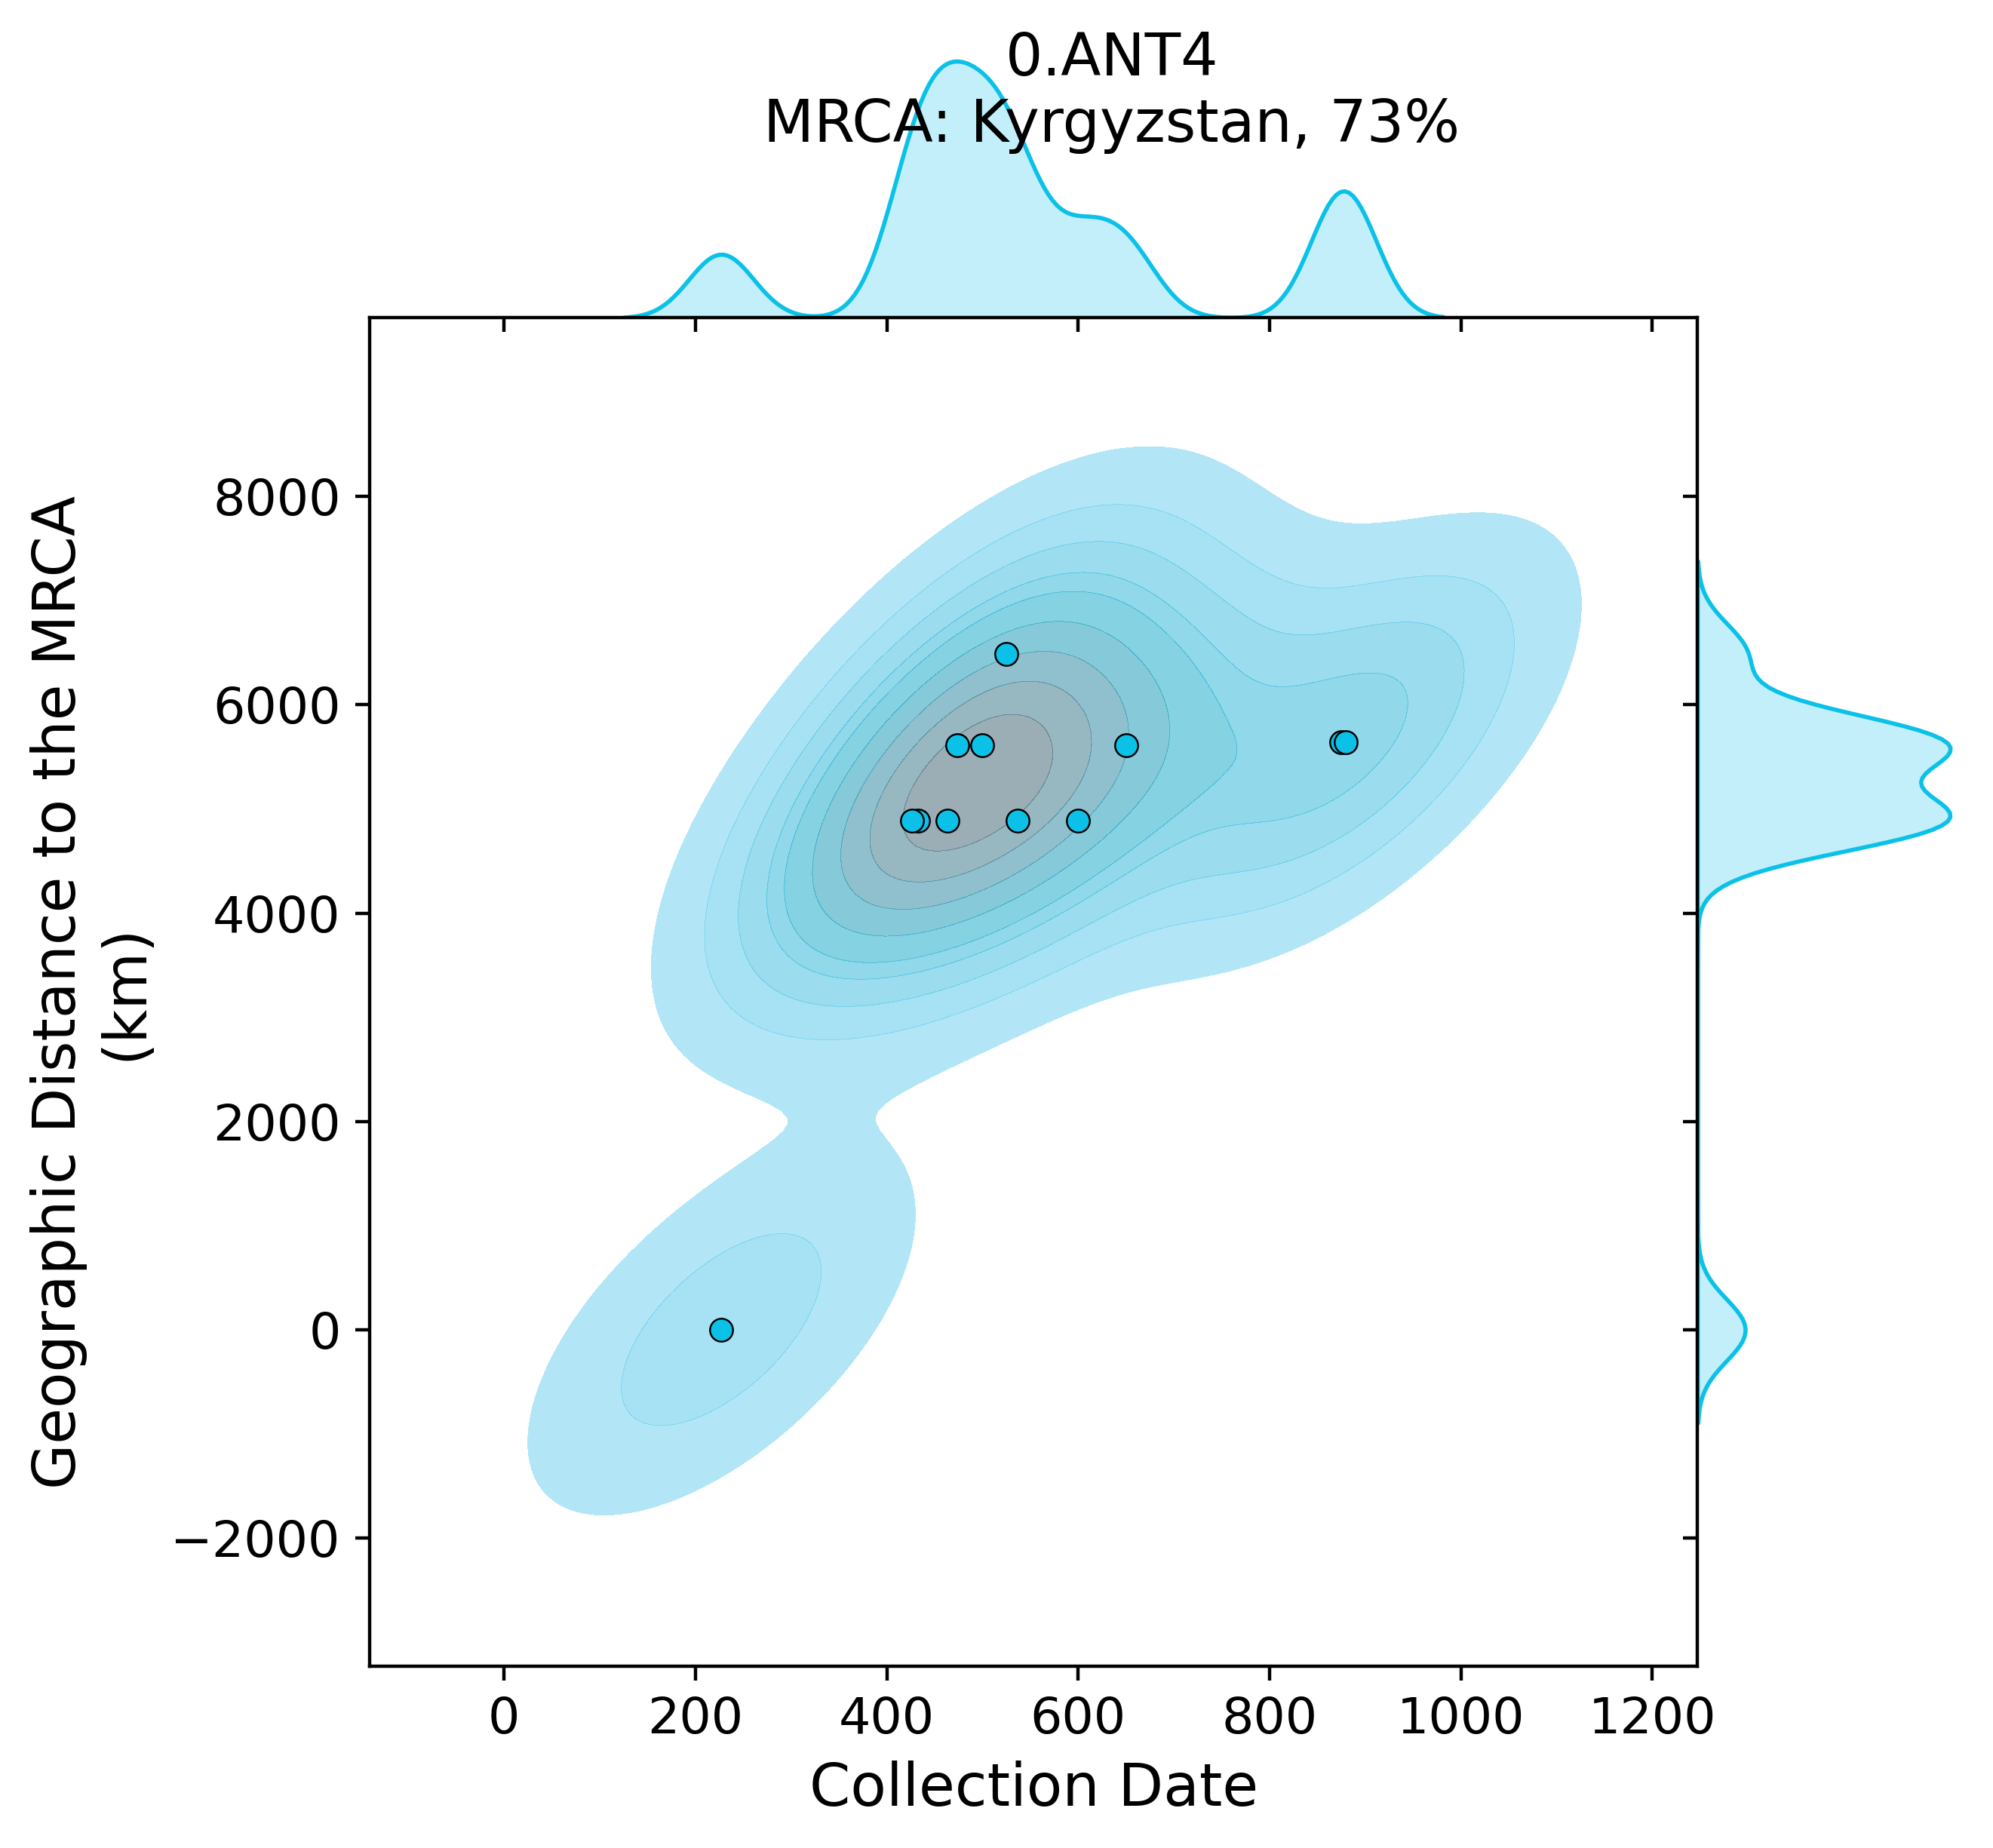 0.ANT4
MRCA: Kyrgyzstan, 73%
Geographic Distance to the MRCA
(km)
8000
6000
4000
2000
0
−2000
0 200 400 600 800 1000 1200
Collection Date